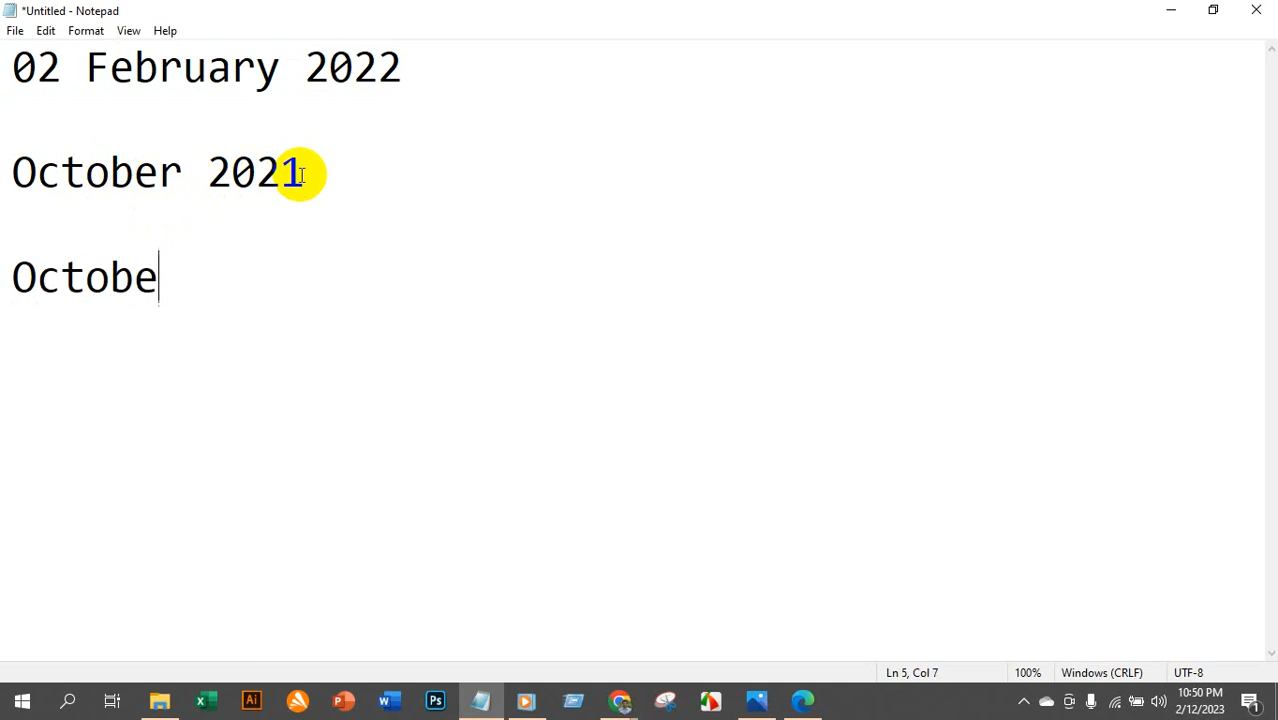 *Untitled - Notepad
File Edit Format View Help
02 February 2022
October 2021
Octobe
Ln 5, Col 7 100% Windows (CRLF) UTF-8
10:50 PM
2/12/2023